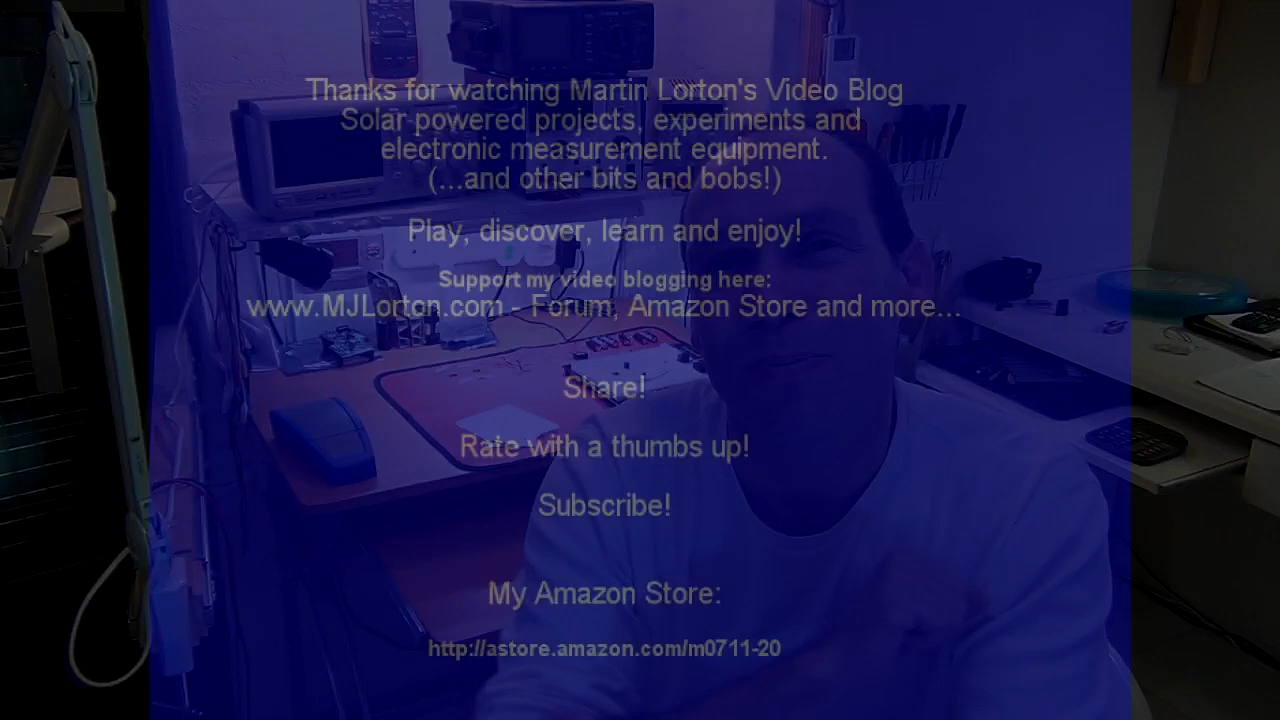 Thanks for watching Martin Lorton's Video Blog
Solar powered projects, experiments and
electronic measurement equipment.
(...and other bits and bobs!)
Play, discover, learn and enjoy!
Support my video blogging here:
www.MJLorton.com - Forum, Amazon Store and more...
Share!
Rate with a thumbs up!
Subscribe!
My Amazon Store:
http://astore.amazon.com/m0711-20